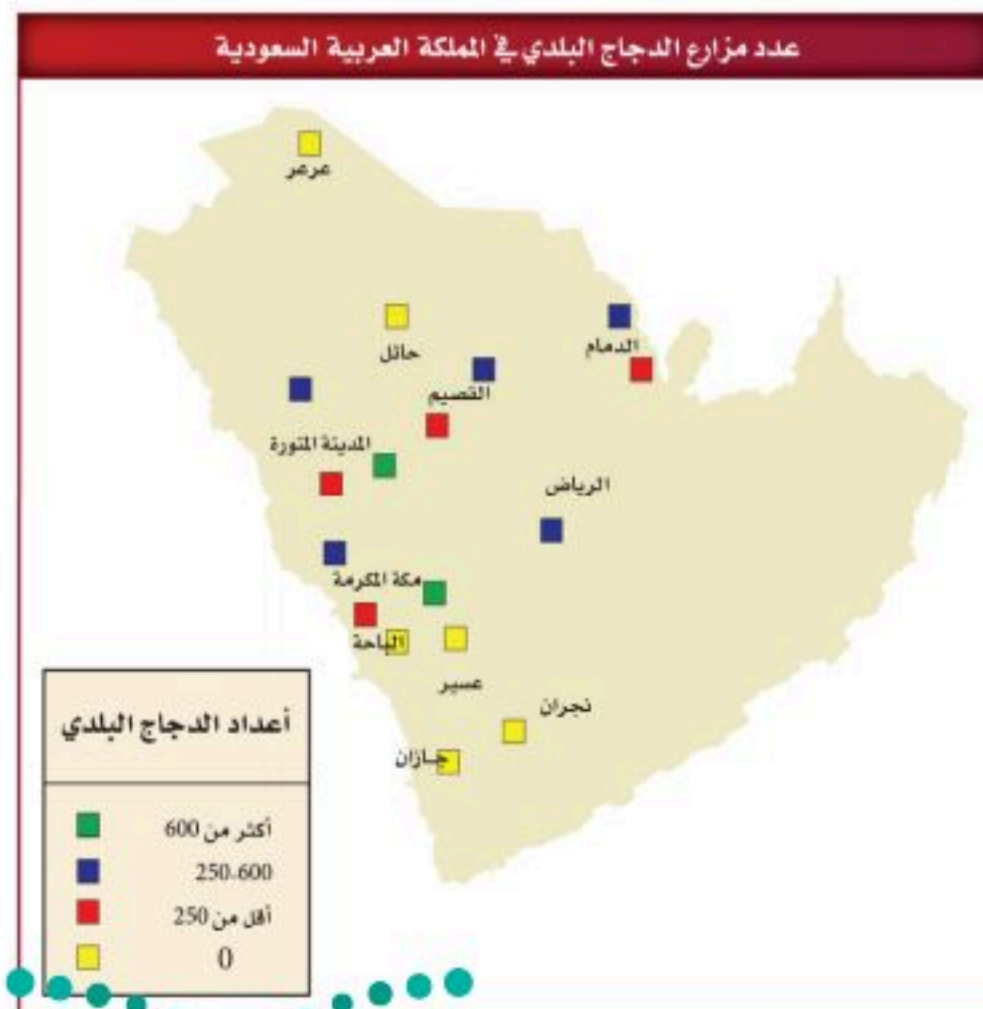 عدد مزارع الدجاج البلدي في المملكة العربية السعودية
عرعر
حائل
الدمام
القصيم
المدينة المنورة
الرياض
مكة المكرمة
الباحة
عسير
نجران
جازان
أعداد الدجاج البلدي
أكثر من 600
250-600
أقل من 250
0